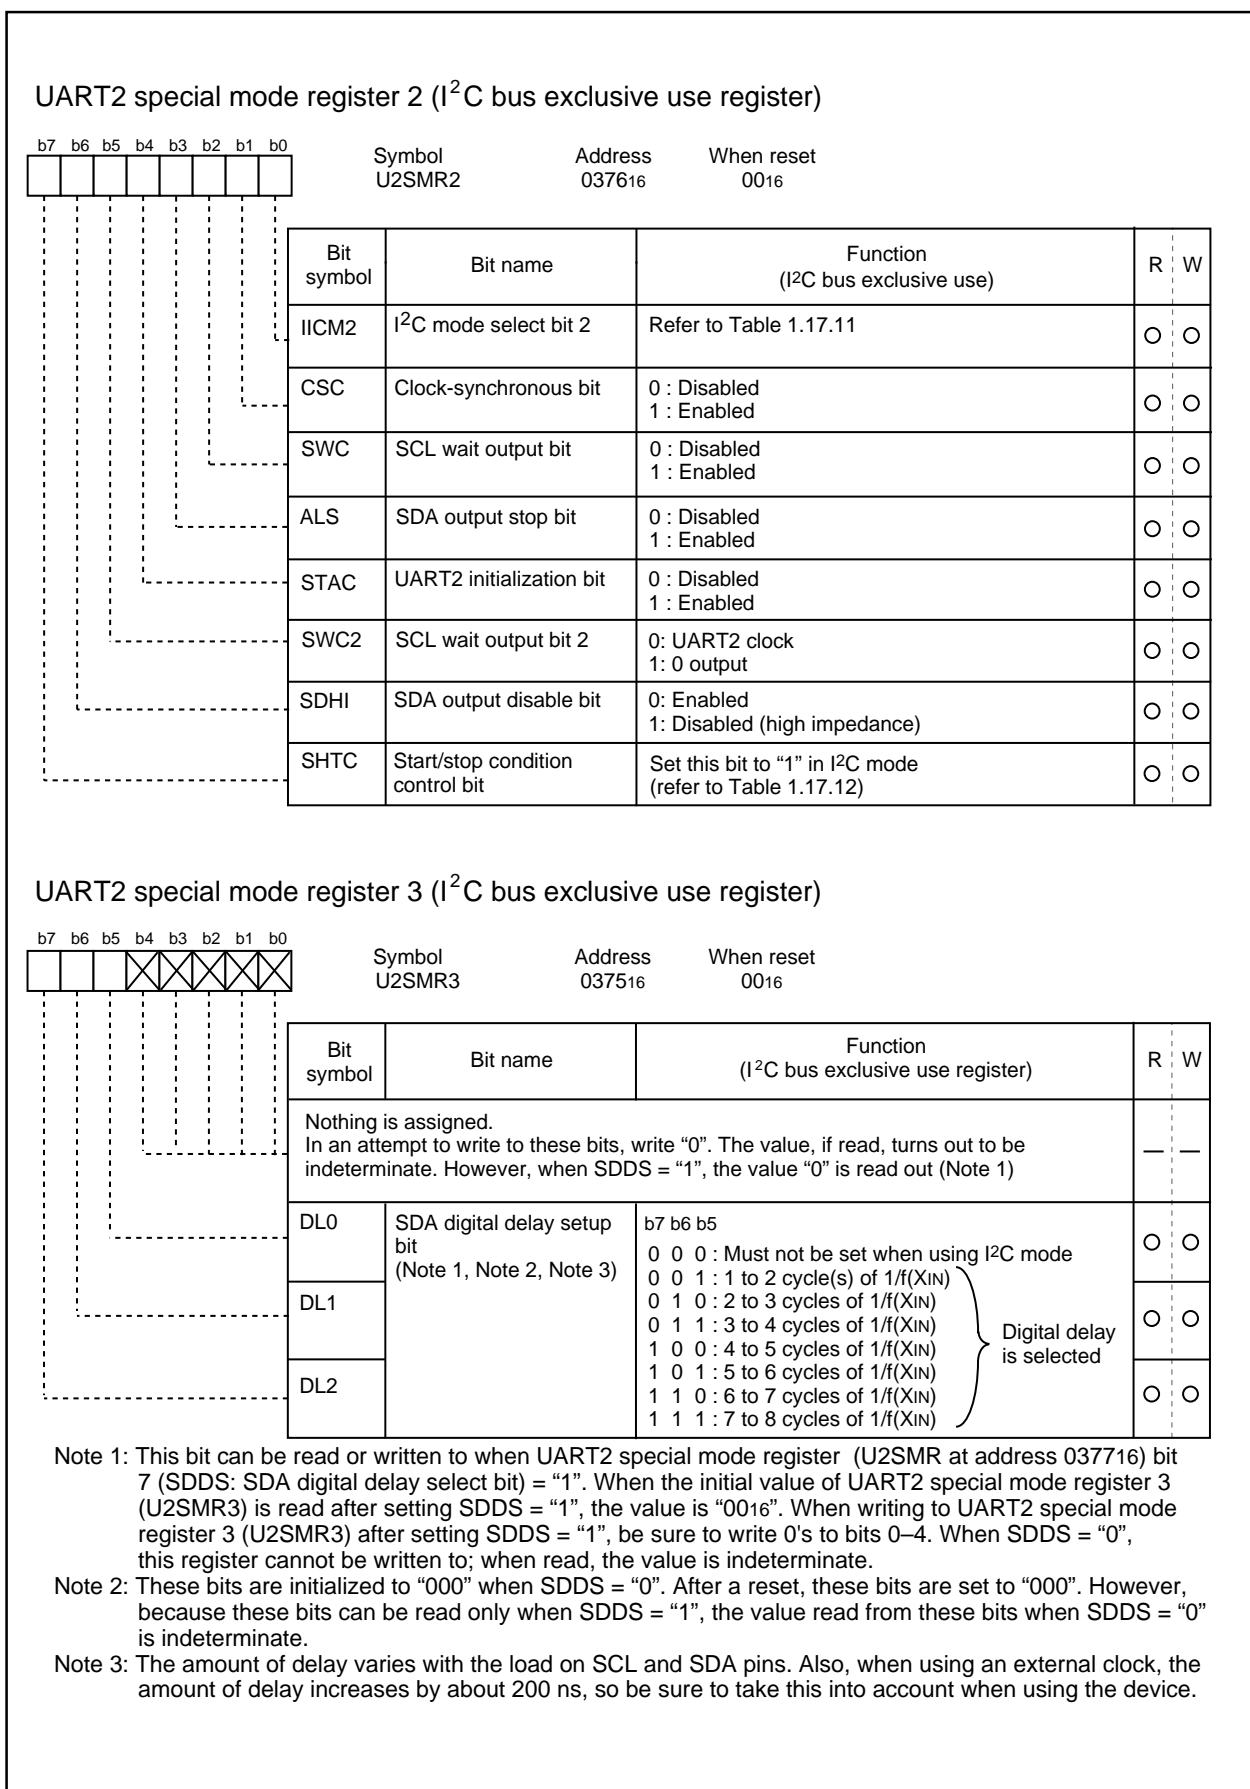 UART2 special mode register 2 (I2C bus exclusive use register)
b7 b6 b5 b4 b3 b2 b1 b0
Symbol Address When reset
U2SMR2 037616 0016
Bit symbol Bit name Function (I2C bus exclusive use) R W
IICM2 I2C mode select bit 2 Refer to Table 1.17.11
CSC Clock-synchronous bit 0 : Disabled
1 : Enabled
SWC SCL wait output bit 0 : Disabled
1 : Enabled
ALS SDA output stop bit 0 : Disabled
1 : Enabled
STAC UART2 initialization bit 0 : Disabled
1 : Enabled
SWC2 SCL wait output bit 2 0: UART2 clock
1: 0 output
SDHI SDA output disable bit 0: Enabled
1: Disabled (high impedance)
SHTC Start/stop condition control bit Set this bit to “1” in I2C mode
(refer to Table 1.17.12)
UART2 special mode register 3 (I2C bus exclusive use register)
b7 b6 b5 b4 b3 b2 b1 b0
Symbol Address When reset
U2SMR3 037516 0016
Bit symbol Bit name Function (I2C bus exclusive use register) R W
Nothing is assigned.
In an attempt to write to these bits, write “0”. The value, if read, turns out to be
indeterminate. However, when SDDS = “1”, the value “0” is read out (Note 1)
DL0 SDA digital delay setup bit (Note 1, Note 2, Note 3) b7 b6 b5
0 0 0 : Must not be set when using I2C mode
0 0 1 : 1 to 2 cycle(s) of 1/f(XIN)
DL1 0 1 0 : 2 to 3 cycles of 1/f(XIN)
0 1 1 : 3 to 4 cycles of 1/f(XIN) Digital delay
1 0 0 : 4 to 5 cycles of 1/f(XIN) is selected
1 0 1 : 5 to 6 cycles of 1/f(XIN)
DL2 1 1 0 : 6 to 7 cycles of 1/f(XIN)
1 1 1 : 7 to 8 cycles of 1/f(XIN)
Note 1: This bit can be read or written to when UART2 special mode register (U2SMR at address 037716) bit
7 (SDDS: SDA digital delay select bit) = “1”. When the initial value of UART2 special mode register 3
(U2SMR3) is read after setting SDDS = “1”, the value is “0016”. When writing to UART2 special mode
register 3 (U2SMR3) after setting SDDS = “1”, be sure to write 0's to bits 0–4. When SDDS = “0”,
this register cannot be written to; when read, the value is indeterminate.
Note 2: These bits are initialized to “000” when SDDS = “0”. After a reset, these bits are set to “000”. However,
because these bits can be read only when SDDS = “1”, the value read from these bits when SDDS = “0”
is indeterminate.
Note 3: The amount of delay varies with the load on SCL and SDA pins. Also, when using an external clock, the
amount of delay increases by about 200 ns, so be sure to take this into account when using the device.